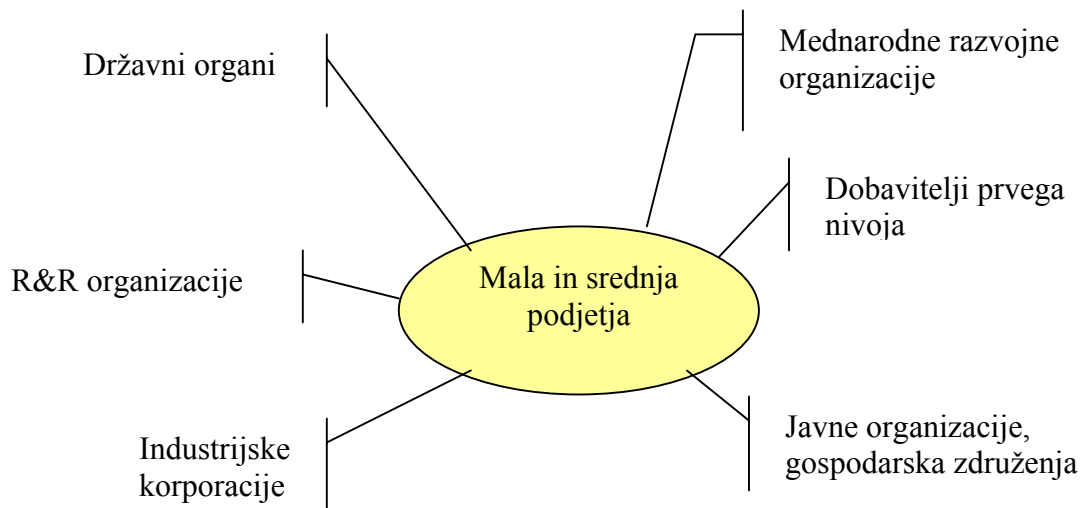 Državni organi
Mednarodne razvojne
organizacije
Dobavitelji prvega
nivoja
R&R organizacije
Mala in srednja
podjetja
Industrijske
korporacije
Javne organizacije,
gospodarska združenja